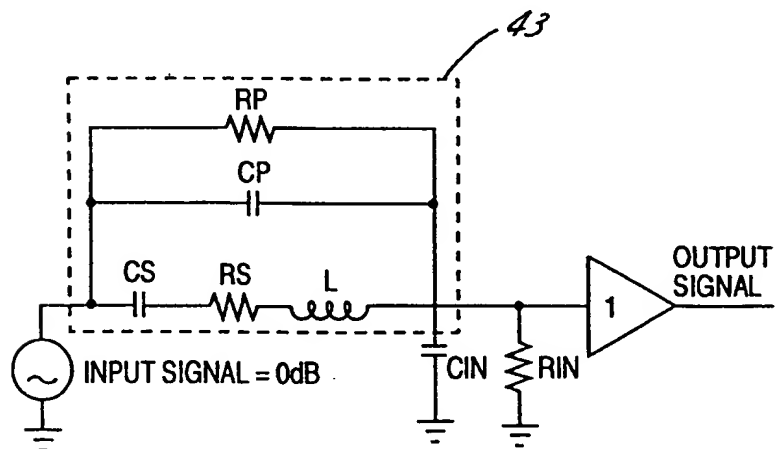 43
RP
CP
CS
RS
L
OUTPUT
SIGNAL
1
INPUT SIGNAL = 0dB
CIN
RIN